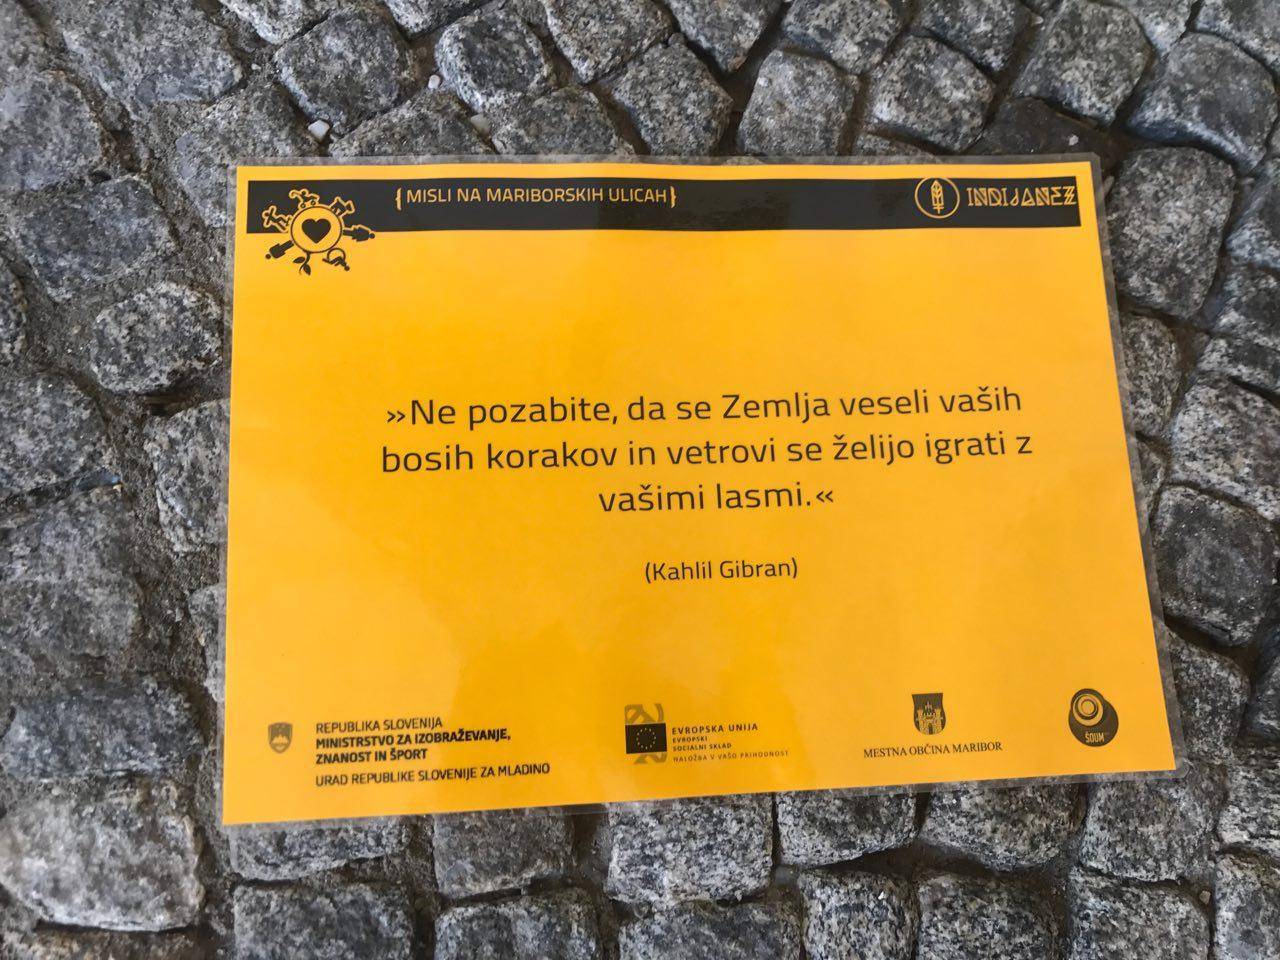 {MISLI NA MARIBORSKIH ULICAH}
INDIJANEZ
»Ne pozabite, da se Zemlja veseli vaših
bosih korakov in vetrovi se želijo igrati z
vašimi lasmi.«
(Kahlil Gibran)
REPUBLIKA SLOVENIJA
MINISTRSTVO ZA IZOBRAŽEVANJE,
ZNANOST IN ŠPORT
URAD REPUBLIKE SLOVENIJE ZA MLADINO
EVROPSKA UNIJA
EVROPSKI
SOCIALNI SKLAD
NALOŽBA V VAŠO PRIHODNOST
MESTNA OBČINA MARIBOR
ŠOUM